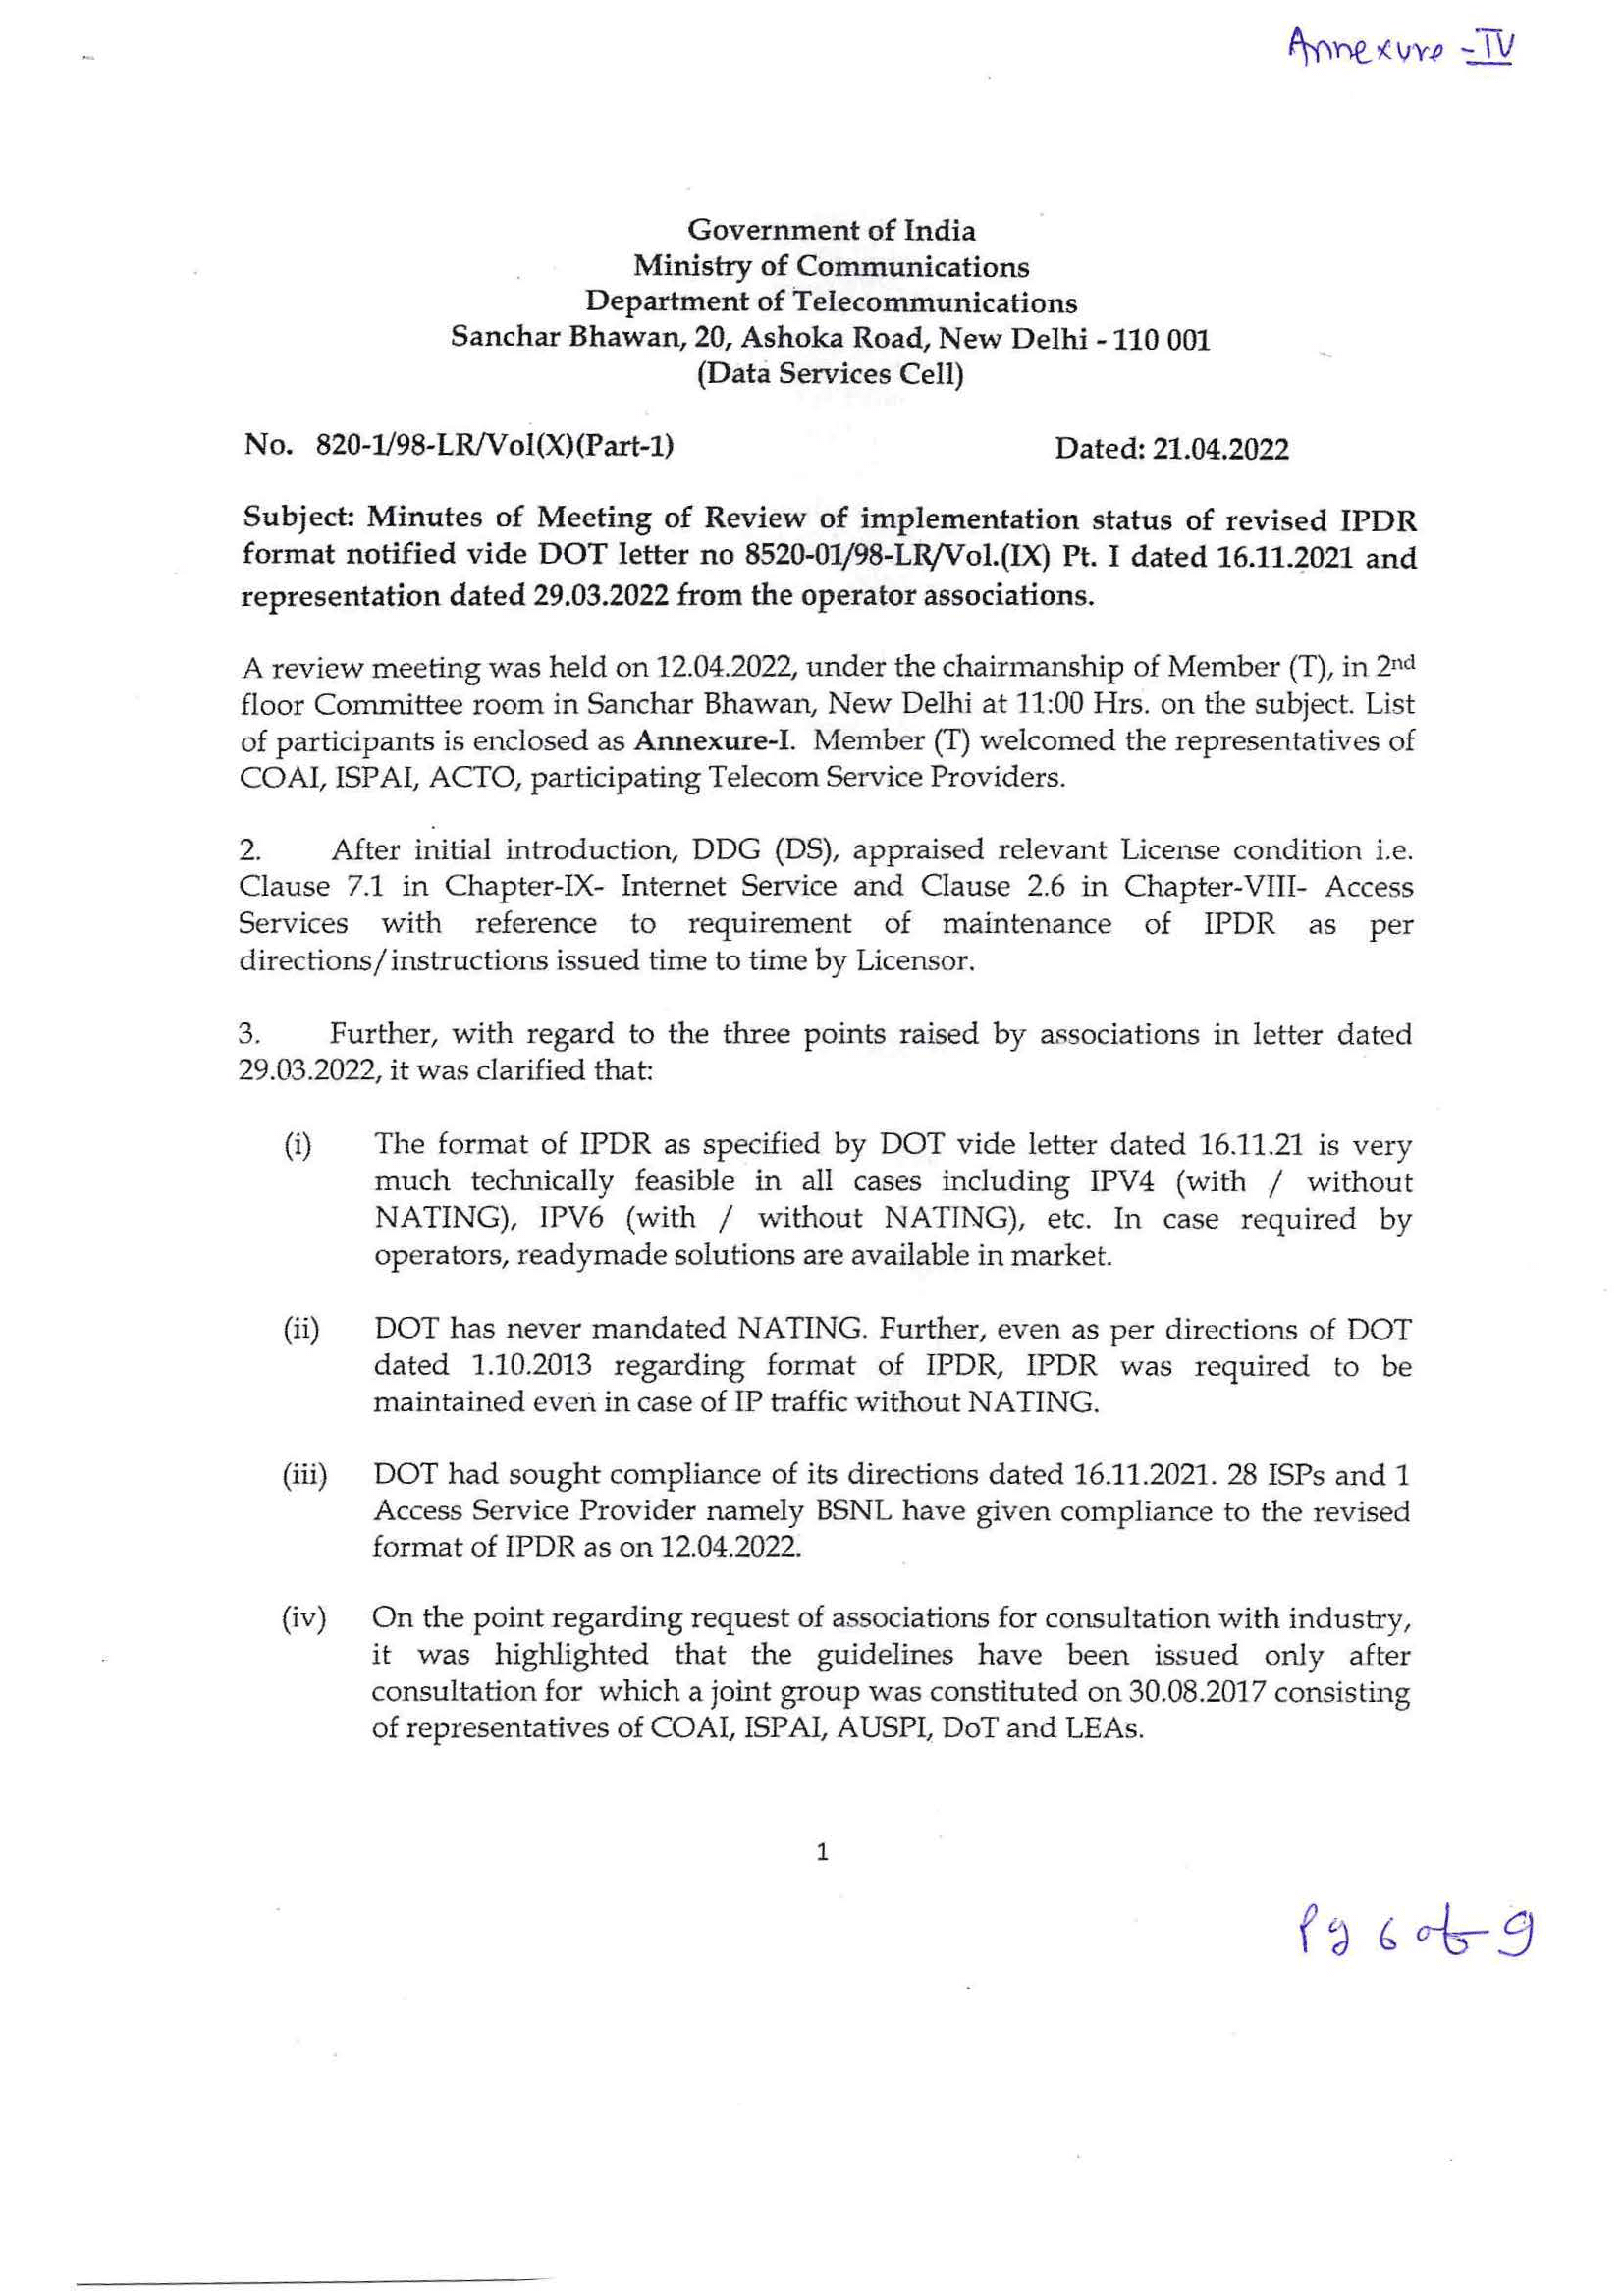 Annexure - IV
Government of India
Ministry of Communications
Department of Telecommunications
Sanchar Bhawan, 20, Ashoka Road, New Delhi - 110 001
(Data Services Cell)
No. 820-1/98-LR/Vol(X)(Part-1) Dated: 21.04.2022
Subject: Minutes of Meeting of Review of implementation status of revised IPDR
format notified vide DOT letter no 8520-01/98-LR/Vol.(IX) Pt. I dated 16.11.2021 and
representation dated 29.03.2022 from the operator associations.
A review meeting was held on 12.04.2022, under the chairmanship of Member (T), in 2nd
floor Committee room in Sanchar Bhawan, New Delhi at 11:00 Hrs. on the subject. List
of participants is enclosed as Annexure-I. Member (T) welcomed the representatives of
COAI, ISPAI, ACTO, participating Telecom Service Providers.
2. After initial introduction, DDG (DS), appraised relevant License condition i.e.
Clause 7.1 in Chapter-IX- Internet Service and Clause 2.6 in Chapter-VIII- Access
Services with reference to requirement of maintenance of IPDR as per
directions/instructions issued time to time by Licensor.
3. Further, with regard to the three points raised by associations in letter dated
29.03.2022, it was clarified that:
(i) The format of IPDR as specified by DOT vide letter dated 16.11.21 is very
much technically feasible in all cases including IPV4 (with / without
NATING), IPV6 (with / without NATING), etc. In case required by
operators, readymade solutions are available in market.
(ii) DOT has never mandated NATING. Further, even as per directions of DOT
dated 1.10.2013 regarding format of IPDR, IPDR was required to be
maintained even in case of IP traffic without NATING.
(iii) DOT had sought compliance of its directions dated 16.11.2021. 28 ISPs and 1
Access Service Provider namely BSNL have given compliance to the revised
format of IPDR as on 12.04.2022.
(iv) On the point regarding request of associations for consultation with industry,
it was highlighted that the guidelines have been issued only after
consultation for which a joint group was constituted on 30.08.2017 consisting
of representatives of COAI, ISPAI, AUSPI, DoT and LEAs.
1
Pg 6 of 9